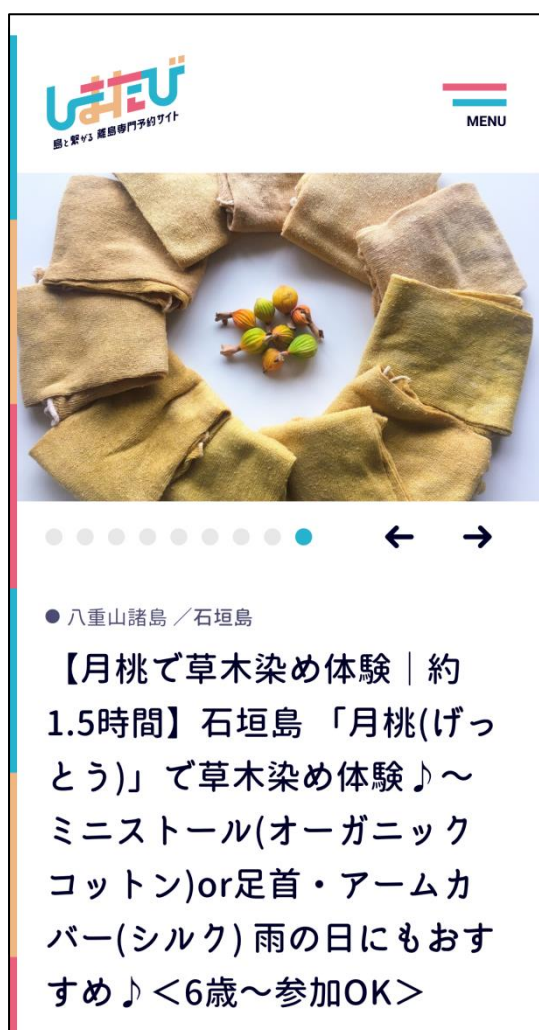 しまたび
島と繋がる 離島専門予約サイト
MENU
● 八重山諸島 ／石垣島
【月桃で草木染め体験｜約
1.5時間】石垣島 「月桃(げっ
とう)」で草木染め体験♪～
ミニストール(オーガニック
コットン)or足首・アームカ
バー(シルク) 雨の日にもおす
すめ♪＜6歳～参加OK＞